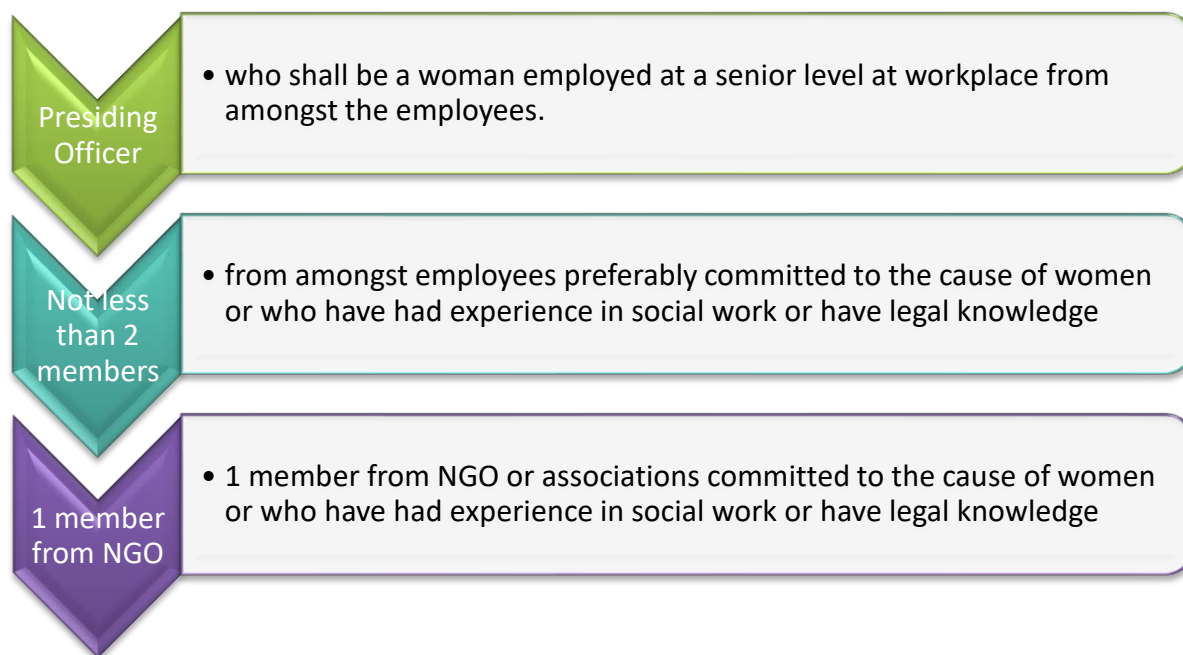 Presiding
Officer
• who shall be a woman employed at a senior level at workplace from
amongst the employees.
Not less
than 2
members
• from amongst employees preferably committed to the cause of women
or who have had experience in social work or have legal knowledge
1 member
from NGO
• 1 member from NGO or associations committed to the cause of women
or who have had experience in social work or have legal knowledge